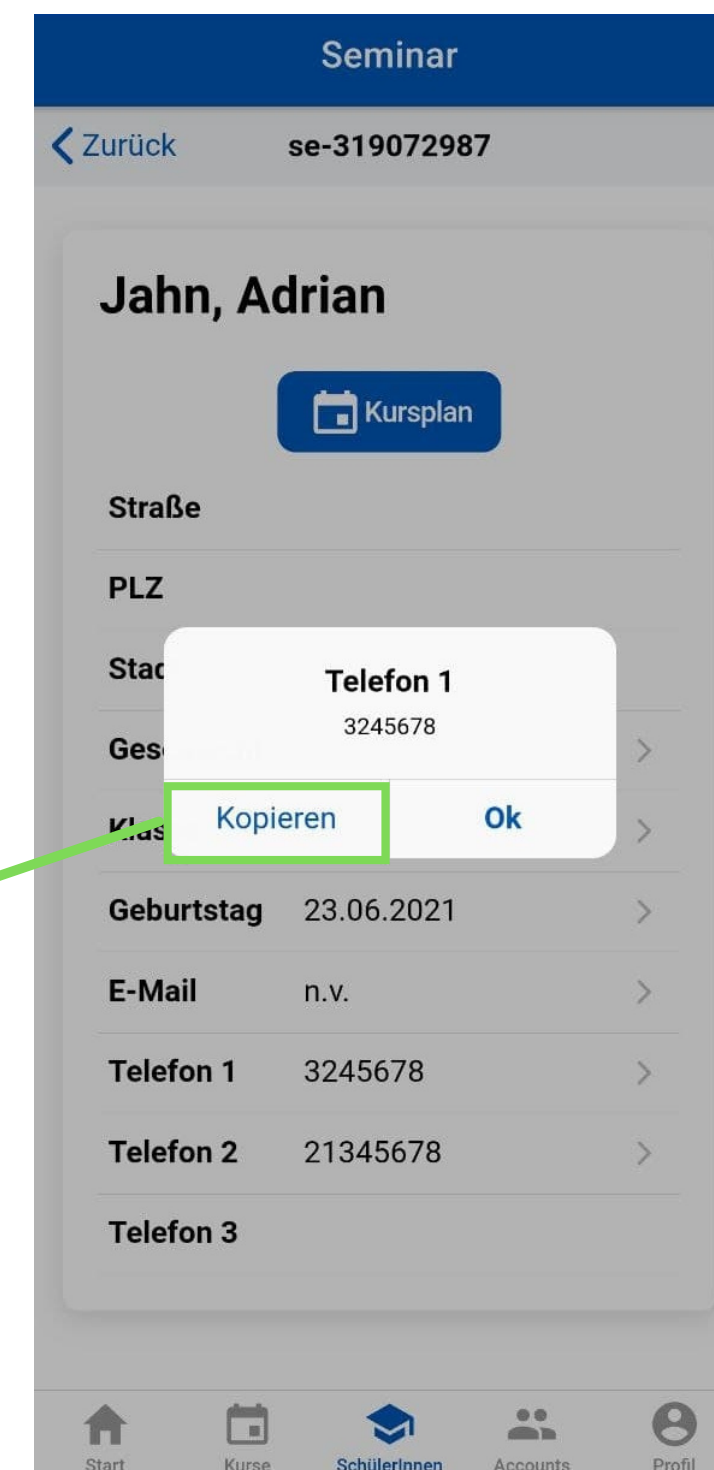 Seminar
Zurück se-319072987
Jahn, Adrian
Kursplan
Straße
PLZ
Telefon 1
3245678
Kopieren Ok
Geburtstag 23.06.2021
E-Mail n.v.
Telefon 1 3245678
Telefon 2 21345678
Telefon 3
Start Kurse SchülerInnen Accounts Profil